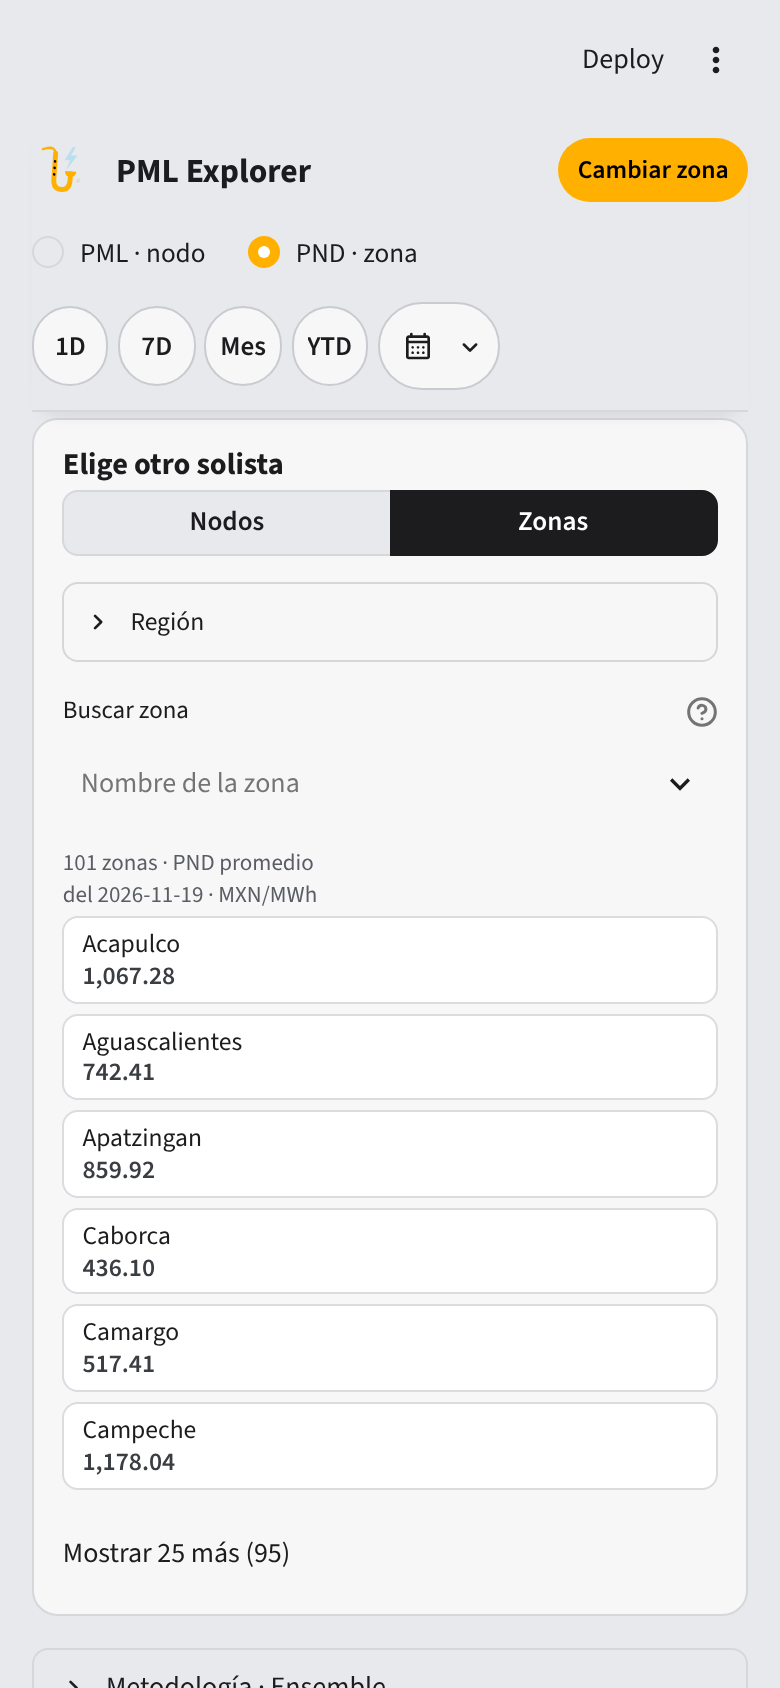 Deploy
PML Explorer
Cambiar zona
PML · nodo
PND · zona
1D
7D
Mes
YTD
Elige otro solista
Nodos
Zonas
Región
Buscar zona
Nombre de la zona
101 zonas · PND promedio
del 2026-11-19 · MXN/MWh
Acapulco
1,067.28
Aguascalientes
742.41
Apatzingan
859.92
Caborca
436.10
Camargo
517.41
Campeche
1,178.04
Mostrar 25 más (95)
Metodología · Ensemble